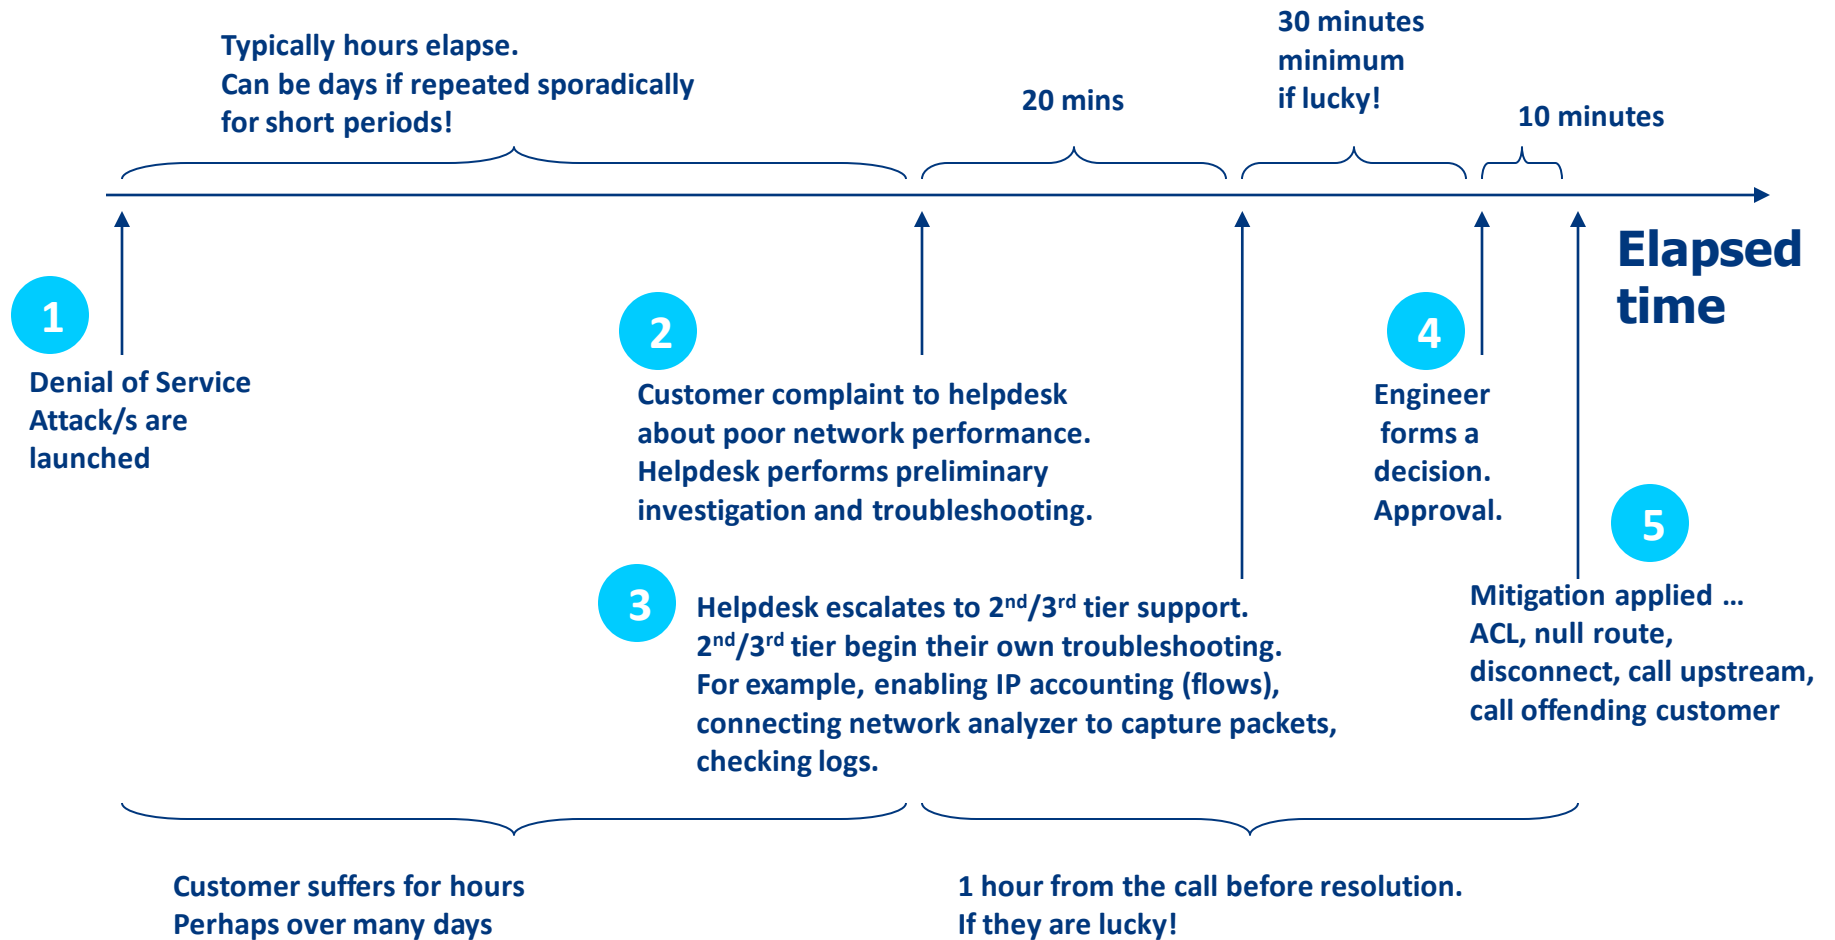 Typically hours elapse.
Can be days if repeated sporadically
for short periods!
20 mins
30 minutes
minimum
if lucky!
10 minutes
Elapsed
time
1
Denial of Service
Attack/s are
launched
2
Customer complaint to helpdesk
about poor network performance.
Helpdesk performs preliminary
investigation and troubleshooting.
3
Helpdesk escalates to 2nd/3rd tier support.
2nd/3rd tier begin their own troubleshooting.
For example, enabling IP accounting (flows),
connecting network analyzer to capture packets,
checking logs.
4
Engineer
forms a
decision.
Approval.
5
Mitigation applied …
ACL, null route,
disconnect, call upstream,
call offending customer
Customer suffers for hours
Perhaps over many days
1 hour from the call before resolution.
If they are lucky!